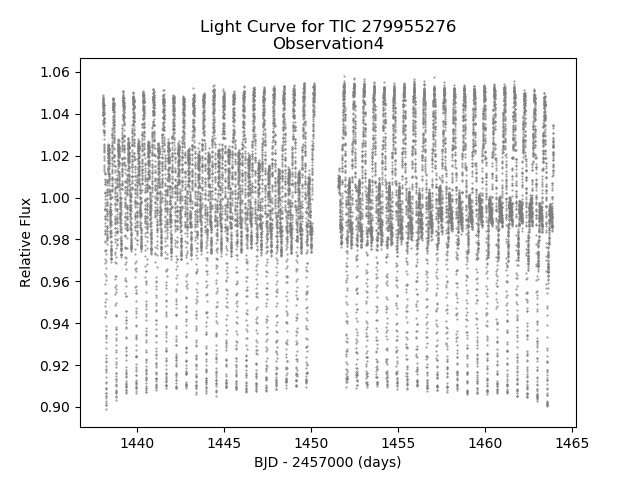 Light Curve for TIC 279955276
Observation4
1.06
1.04
1.02
1.00
0.98
0.96
0.94
0.92
0.90
Relative Flux
1440 1445 1450 1455 1460 1465
BJD - 2457000 (days)